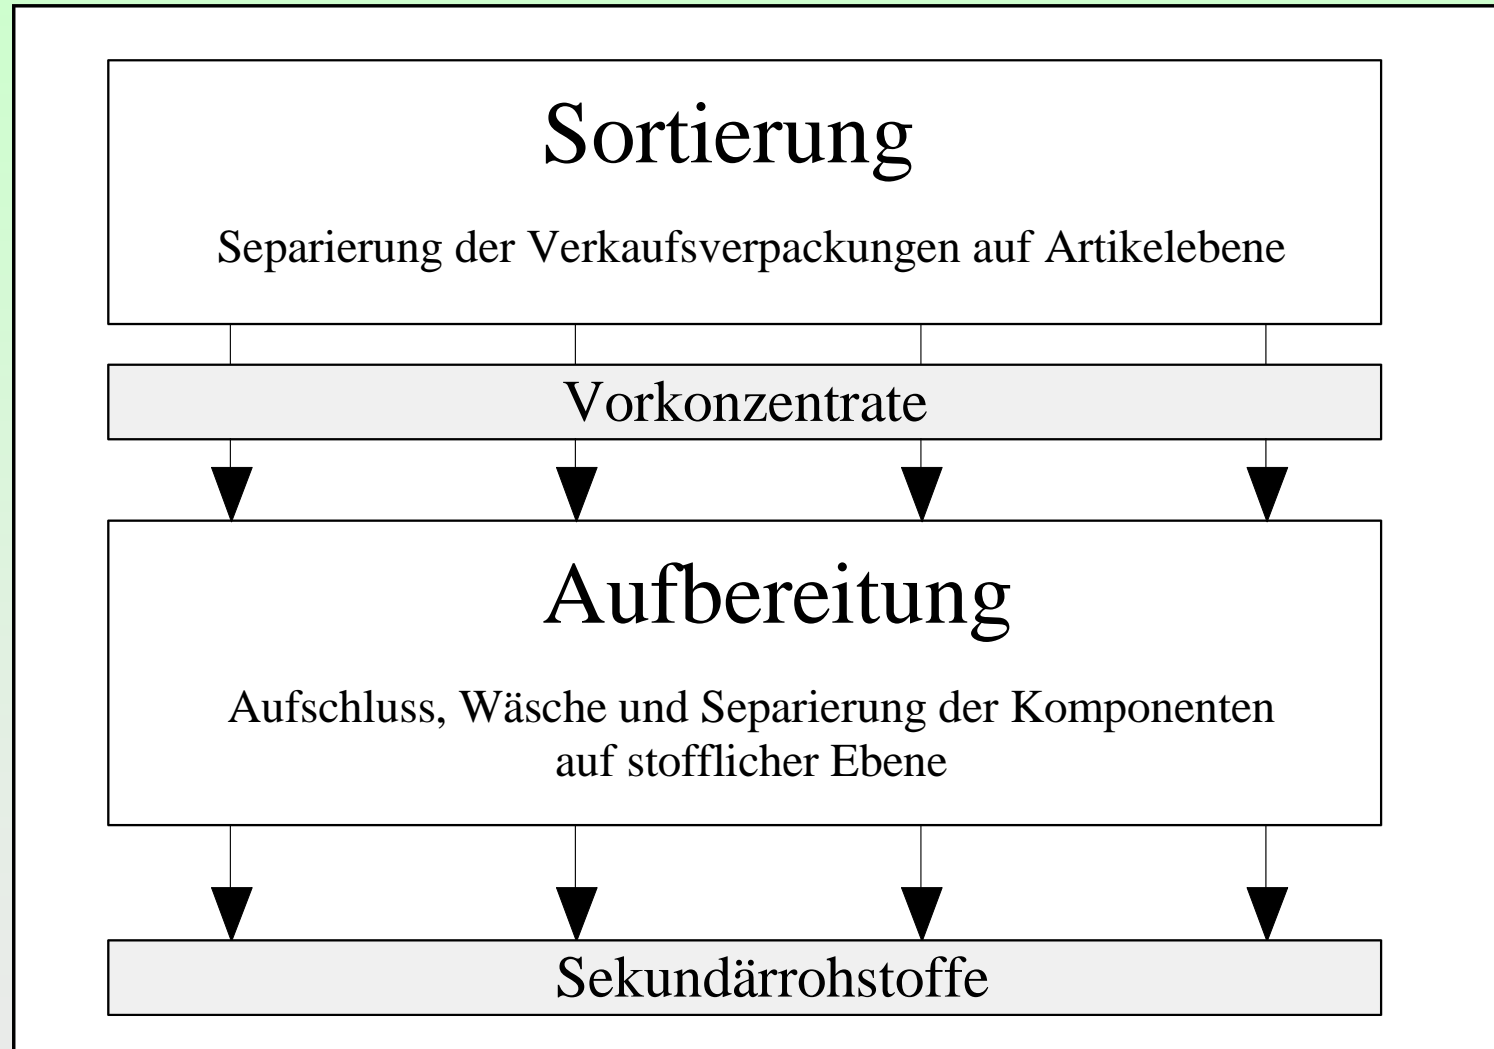 Sortierung
Separierung der Verkaufsverpackungen auf Artikelebene
Vorkonzentrate
Aufbereitung
Aufschluss, Wäsche und Separierung der Komponenten
auf stofflicher Ebene
Sekundärrohstoffe